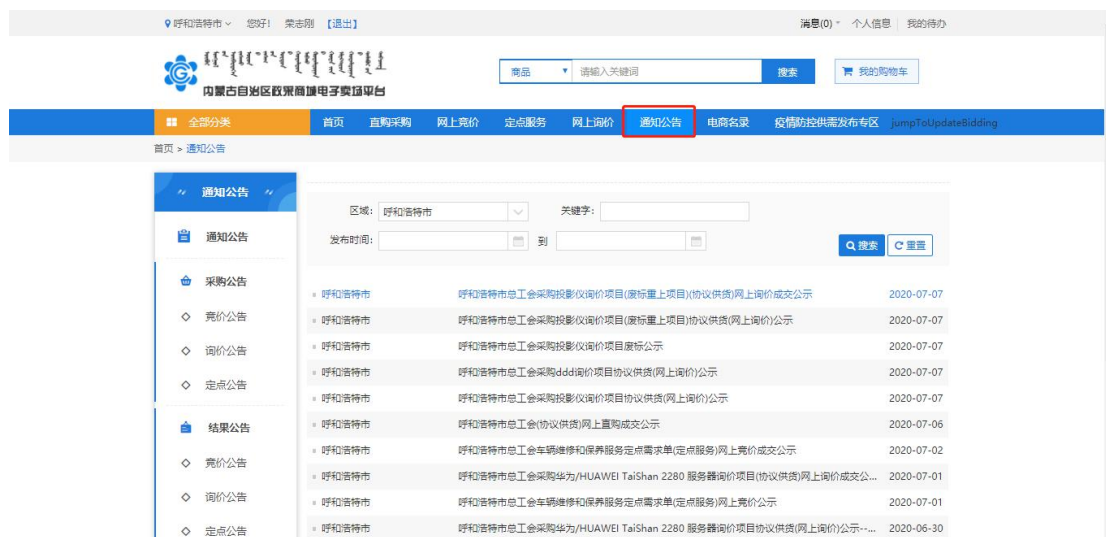 呼和浩特市 您好! 荣志刚 【退出】 消息(0) 个人信息 我的待办
内蒙古自治区政采商城电子卖场平台
商品 请输入关键词 搜索 我的购物车
全部分类 首页 直购采购 网上竞价 定点服务 网上询价 通知公告 电商名录 疫情防控供需发布专区 jumpToUpdateBidding
首页 > 通知公告
通知公告
区域: 呼和浩特市 关键字:
通知公告
发布时间: 到 搜索 重置
采购公告
呼和浩特市 呼和浩特市总工会采购投影仪询价项目(废标重上项目)(协议供货)网上询价成交公示 2020-07-07
竞价公告
呼和浩特市 呼和浩特市总工会采购投影仪询价项目(废标重上项目)协议供货(网上询价)公示 2020-07-07
呼和浩特市 呼和浩特市总工会采购投影仪询价项目废标公示 2020-07-07
询价公告
呼和浩特市 呼和浩特市总工会采购ddd询价项目协议供货(网上询价)公示 2020-07-07
定点公告
呼和浩特市 呼和浩特市总工会采购投影仪询价项目协议供货(网上询价)公示 2020-07-07
呼和浩特市 呼和浩特市总工会(协议供货)网上直购成交公示 2020-07-06
结果公告
呼和浩特市 呼和浩特市总工会车辆维修和保养服务定点需求单(定点服务)网上竞价成交公示 2020-07-02
竞价公告
呼和浩特市 呼和浩特市总工会采购华为/HUAWEI TaiShan 2280 服务器询价项目(协议供货)网上询价成交公... 2020-07-01
询价公告
呼和浩特市 呼和浩特市总工会车辆维修和保养服务定点需求单(定点服务)网上竞价公示 2020-07-01
呼和浩特市 呼和浩特市总工会采购华为/HUAWEI TaiShan 2280 服务器询价项目协议供货(网上询价)公示--... 2020-06-30
定点公告